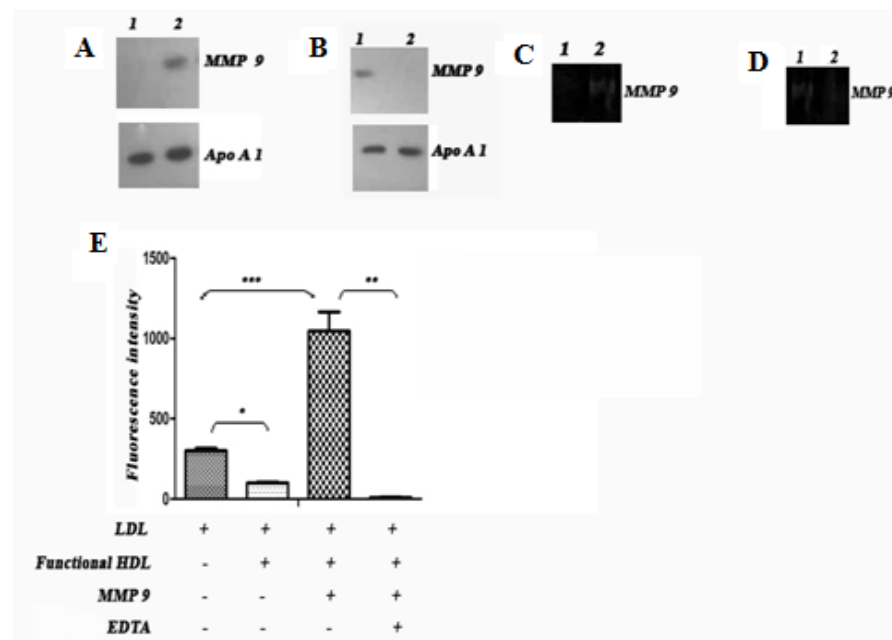 A
1 2
MMP 9
Apo A 1
B
1 2
MMP 9
Apo A 1
C
1 2
MMP 9
D
1 2
MMP 9
E
Fluorescence intensity
1500
1000
500
0
***
**
*
LDL + + + +
Functional HDL - + + +
MMP 9 - - + +
EDTA - - - +